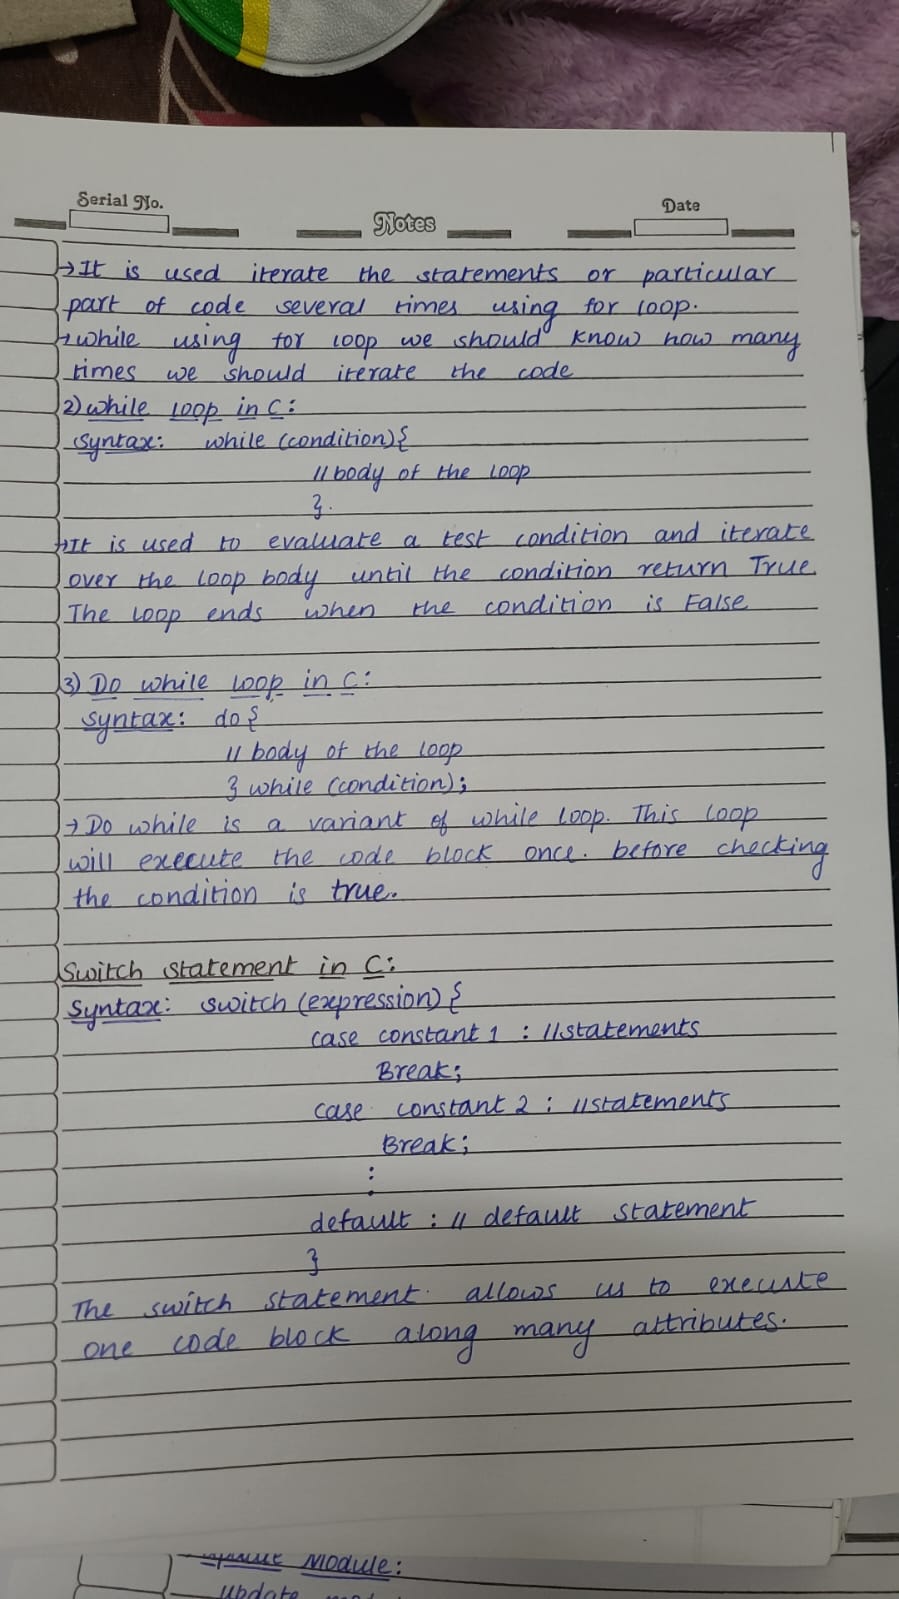 Serial No.
Notes
Date
→It is used iterate the statements or particular
part of code several times using for loop.
→while using for loop we should know how many
times we should iterate the code
2) while loop in C:
Syntax: while (condition){
//body of the loop
}.
→It is used to evaluate a test condition and iterate
over the loop body until the condition return True.
The loop ends when the condition is False
3) Do while loop in C:
Syntax: do {
// body of the loop
} while (condition);
→ Do while is a variant of while loop. This loop
will execute the code block once. before checking
the condition is true.
Switch statement in C:
Syntax: switch (expression) {
case constant 1 : //statements
Break;
case constant 2 : //statements
Break;
:
default : // default statement
}
The switch statement allows us to execute
one code block along many attributes.
Module:
update